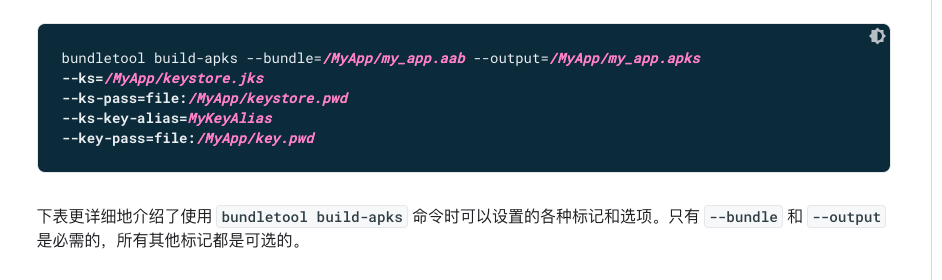 bundletool build-apks --bundle=/MyApp/my_app.aab --output=/MyApp/my_app.apks
--ks=/MyApp/keystore.jks
--ks-pass=file:/MyApp/keystore.pwd
--ks-key-alias=MyKeyAlias
--key-pass=file:/MyApp/key.pwd
下表更详细地介绍了使用 bundletool build-apks 命令时可以设置的各种标记和选项。只有 --bundle 和 --output
是必需的，所有其他标记都是可选的。